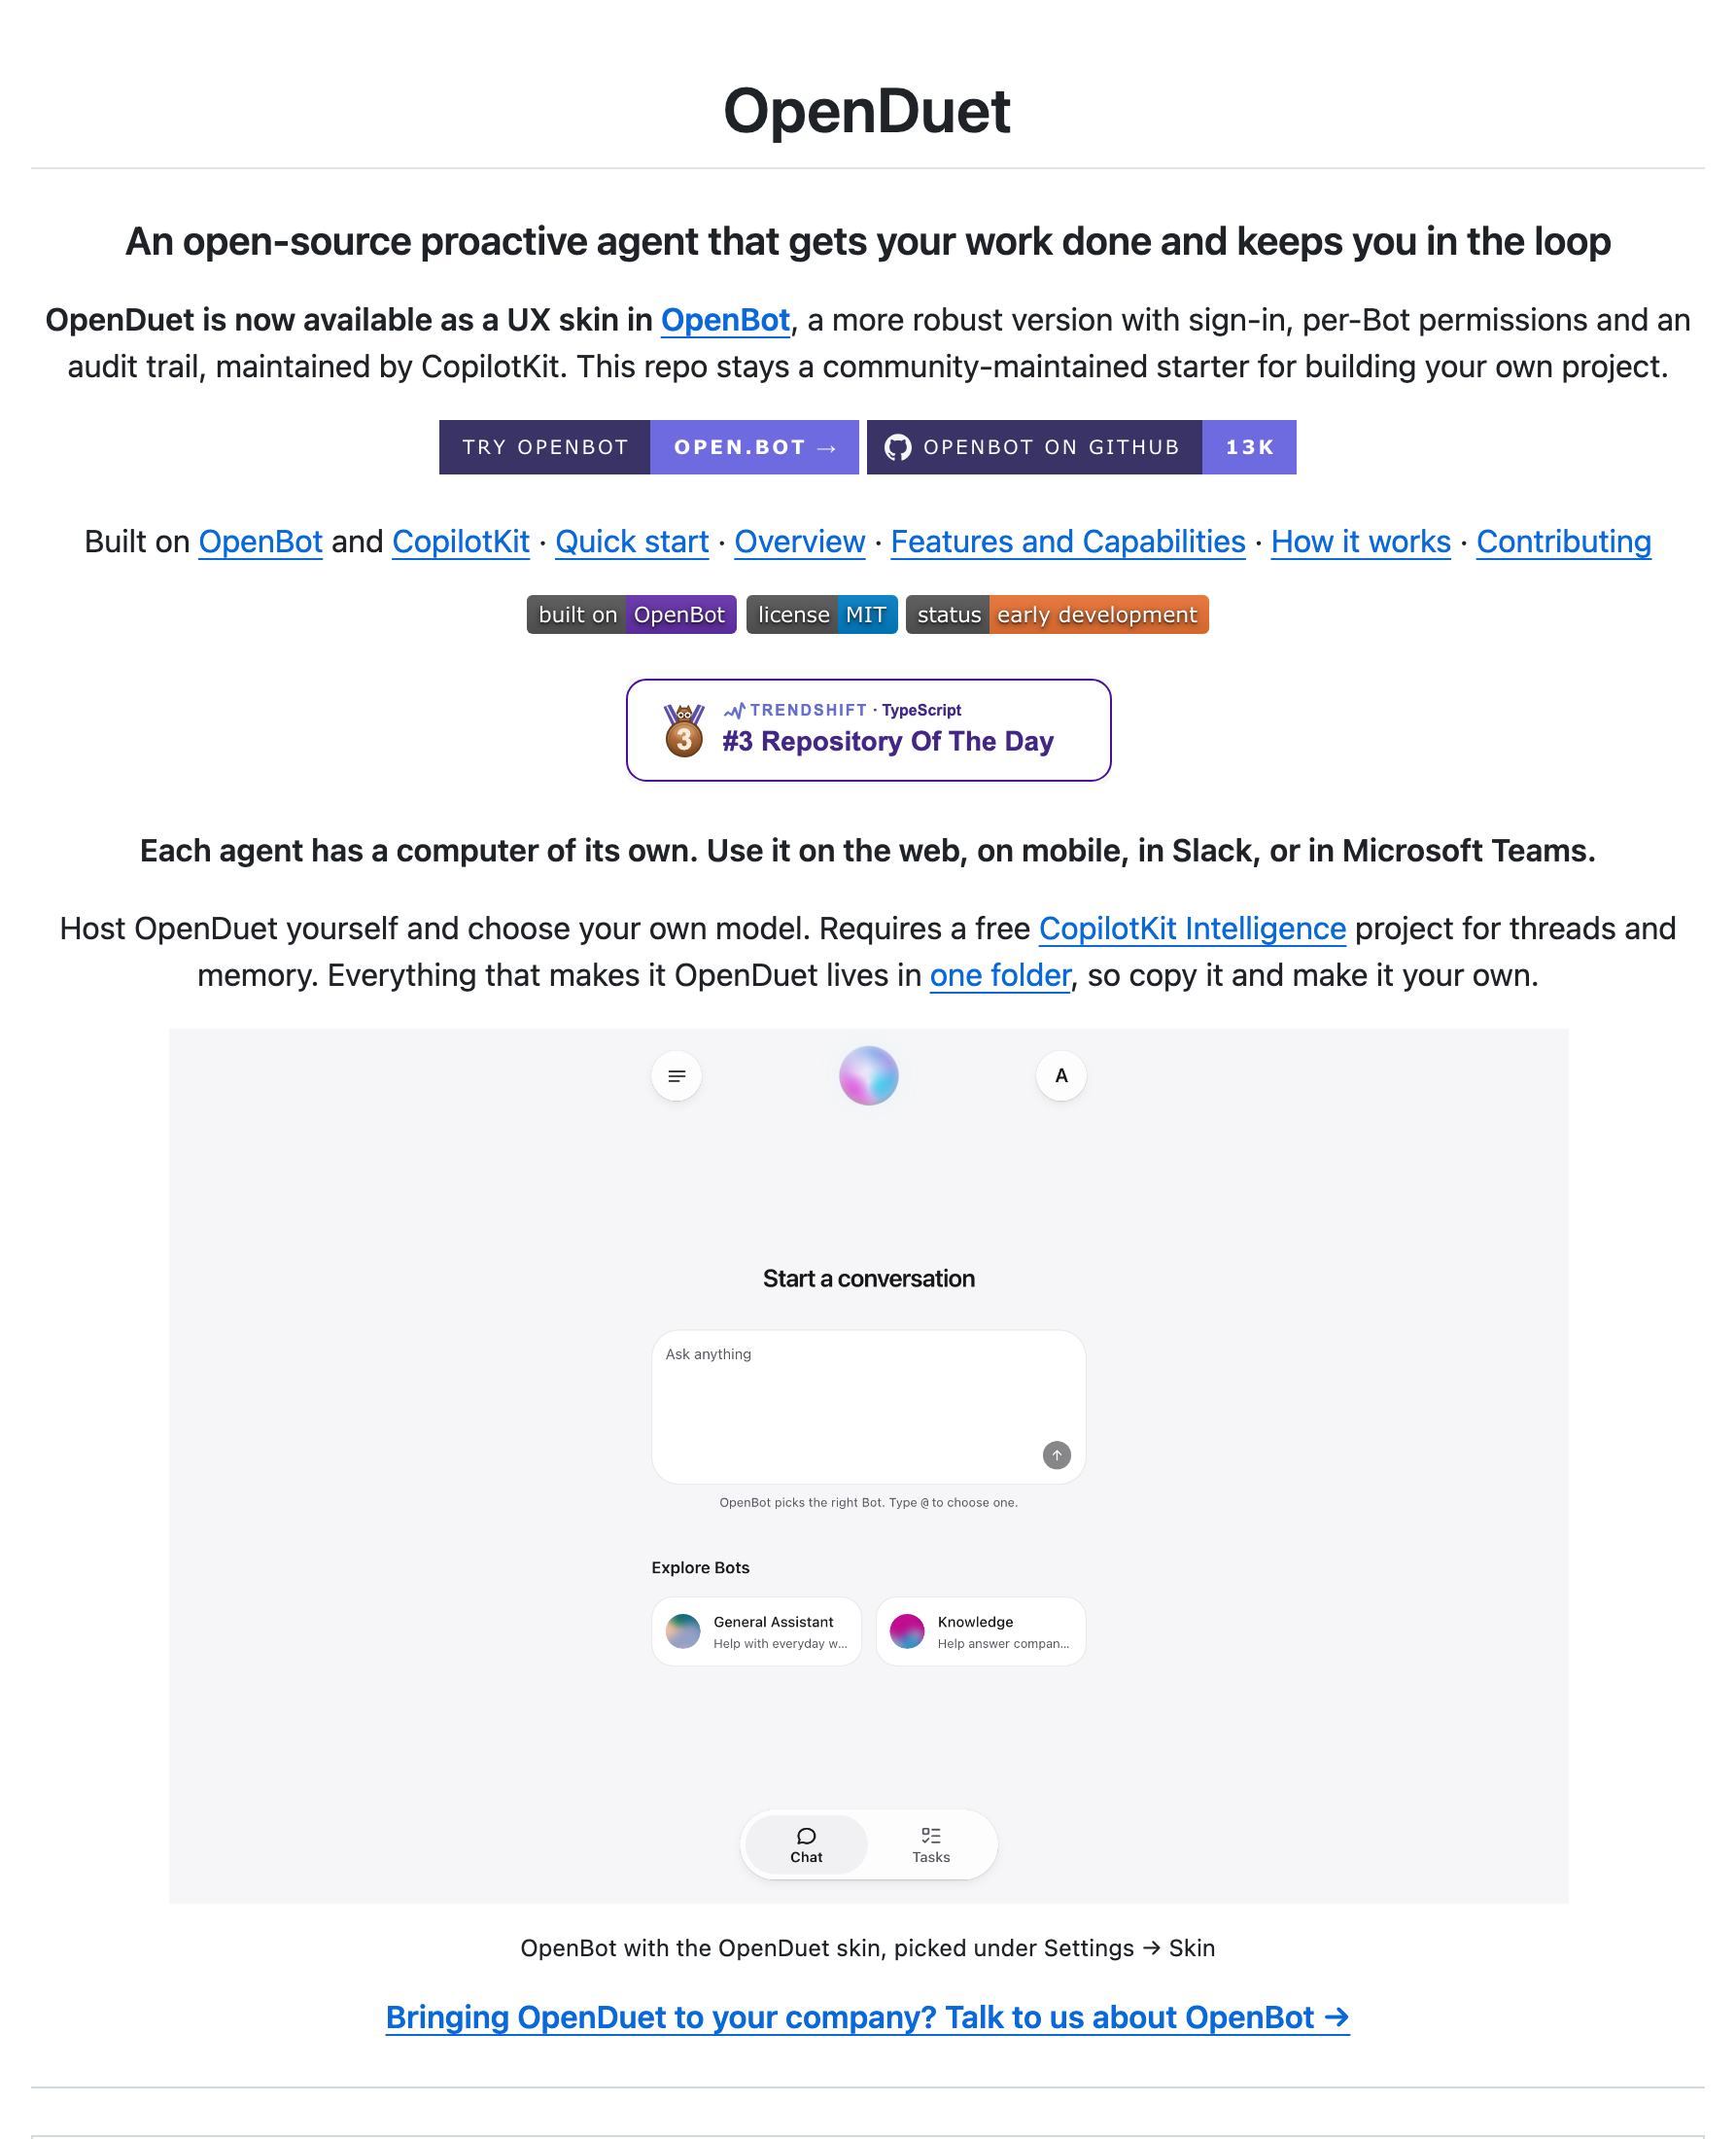 OpenDuet
An open-source proactive agent that gets your work done and keeps you in the loop
OpenDuet is now available as a UX skin in OpenBot, a more robust version with sign-in, per-Bot permissions and an
audit trail, maintained by CopilotKit. This repo stays a community-maintained starter for building your own project.
TRY OPENBOT OPEN.BOT → OPENBOT ON GITHUB 13K
Built on OpenBot and CopilotKit · Quick start · Overview · Features and Capabilities · How it works · Contributing
built on OpenBot license MIT status early development
TRENDSHIFT · TypeScript
3 #3 Repository Of The Day
Each agent has a computer of its own. Use it on the web, on mobile, in Slack, or in Microsoft Teams.
Host OpenDuet yourself and choose your own model. Requires a free CopilotKit Intelligence project for threads and
memory. Everything that makes it OpenDuet lives in one folder, so copy it and make it your own.
A
Start a conversation
Ask anything
OpenBot picks the right Bot. Type @ to choose one.
Explore Bots
General Assistant Knowledge
Help with everyday w... Help answer compan...
Chat Tasks
OpenBot with the OpenDuet skin, picked under Settings → Skin
Bringing OpenDuet to your company? Talk to us about OpenBot →